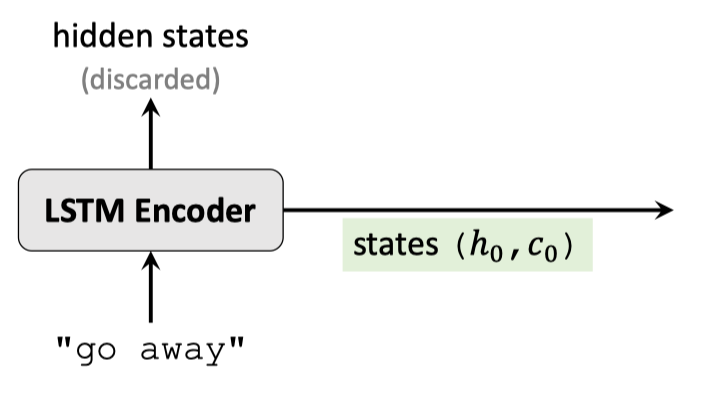 hidden states
(discarded)
LSTM Encoder
states (h₀, c₀)
"go away"